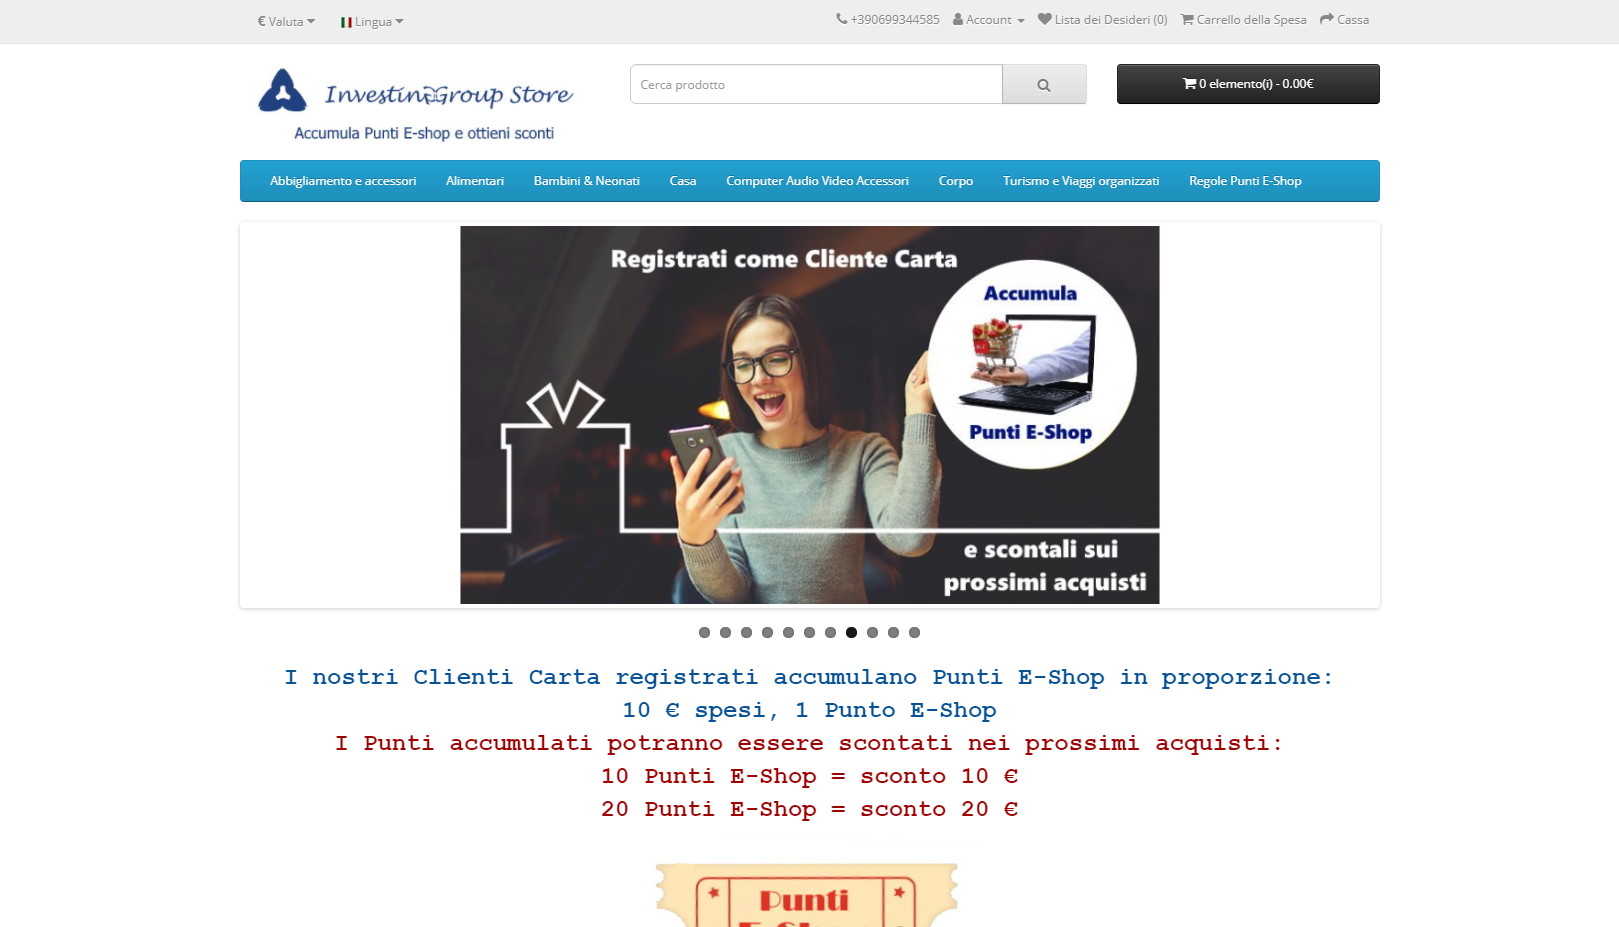 € Valuta
Lingua
+390699344585
Account
Lista dei Desideri (0)
Carrello della Spesa
Cassa
InvestinGroup Store
Accumula Punti E-shop e ottieni sconti
Cerca prodotto
0 elemento(i) - 0.00€
Abbigliamento e accessori
Alimentari
Bambini & Neonati
Casa
Computer Audio Video Accessori
Corpo
Turismo e Viaggi organizzati
Regole Punti E-Shop
Registrati come Cliente Carta
Accumula
Punti E-Shop
e scontali sui
prossimi acquisti
I nostri Clienti Carta registrati accumulano Punti E-Shop in proporzione:
10 € spesi, 1 Punto E-Shop
I Punti accumulati potranno essere scontati nei prossimi acquisti:
10 Punti E-Shop = sconto 10 €
20 Punti E-Shop = sconto 20 €
Punti